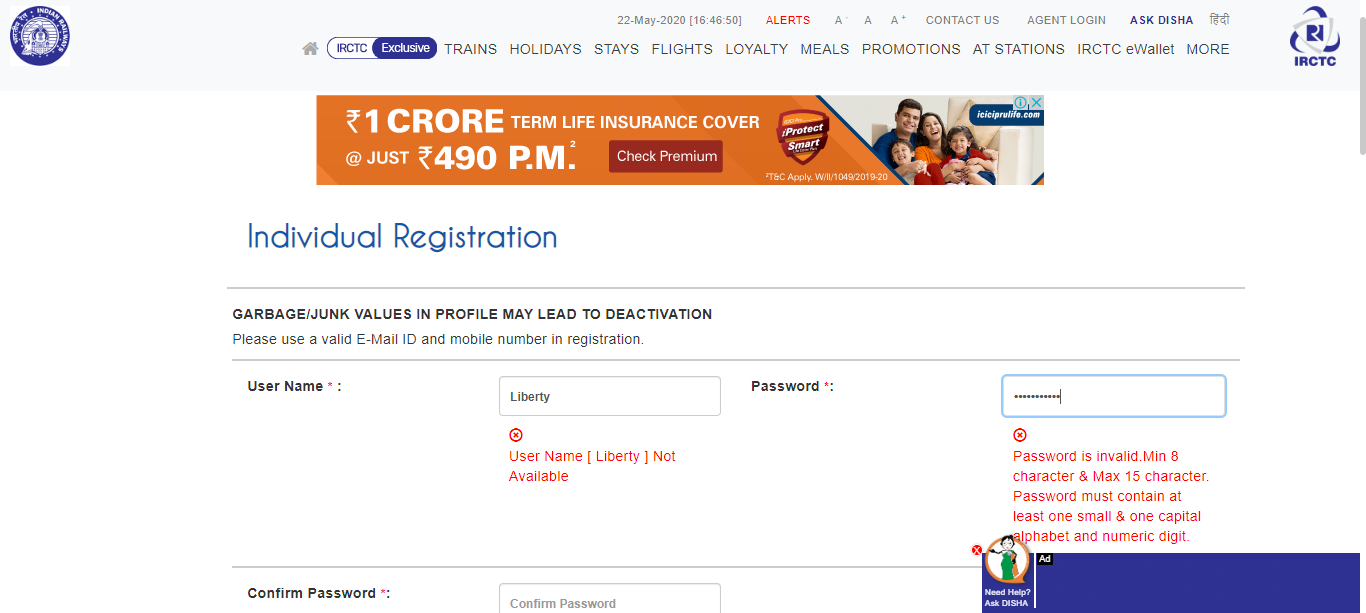 INDIAN RAILWAYS
22-May-2020 [16:46:50] ALERTS A- A A+ CONTACT US AGENT LOGIN ASK DISHA हिंदी
IRCTC Exclusive TRAINS HOLIDAYS STAYS FLIGHTS LOYALTY MEALS PROMOTIONS AT STATIONS IRCTC eWallet MORE
IRCTC
₹1 CRORE TERM LIFE INSURANCE COVER
@ JUST ₹490 P.M.²
Check Premium
iProtect
Smart
iciciprulife.com
²T&C Apply. W/II/1049/2019-20
Individual Registration
GARBAGE/JUNK VALUES IN PROFILE MAY LEAD TO DEACTIVATION
Please use a valid E-Mail ID and mobile number in registration.
User Name * : Liberty Password *: •••••••••••
User Name [ Liberty ] Not
Available
Password is invalid.Min 8
character & Max 15 character.
Password must contain at
least one small & one capital
alphabet and numeric digit.
Ad
Need Help?
Ask DISHA
Confirm Password *: Confirm Password